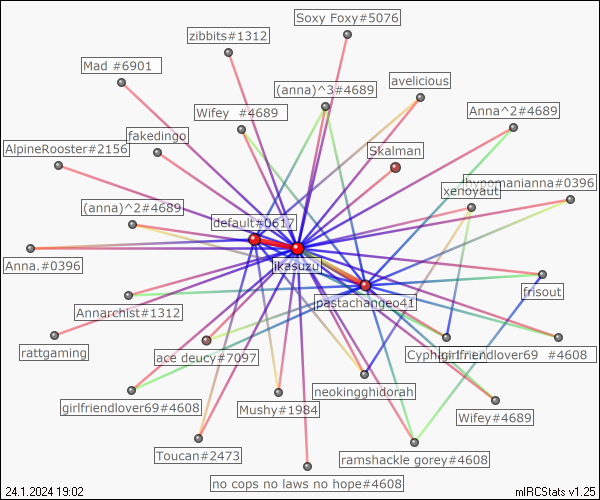 Soxy Foxy#5076
zibbits#1312
Mad #6901
avelicious
(anna)^3#4689
Wifey  #4689
Anna^2#4689
fakedingo
AlpineRooster#2156
Skalman
hypomanianna#0396
xenoyaut
(anna)^2#4689
default#0617
Anna.#0396
jkasuzu
frisout
pastachangeo41
Annarchist#1312
rattgaming
ace deucy#7097
girlfriendlover69  #4608
neokingghidorah
girlfriendlover69#4608
Mushy#1984
Wifey#4689
Toucan#2473
ramshackle gorey#4608
no cops no laws no hope#4608
24.1.2024 19:02
mIRCStats v1.25